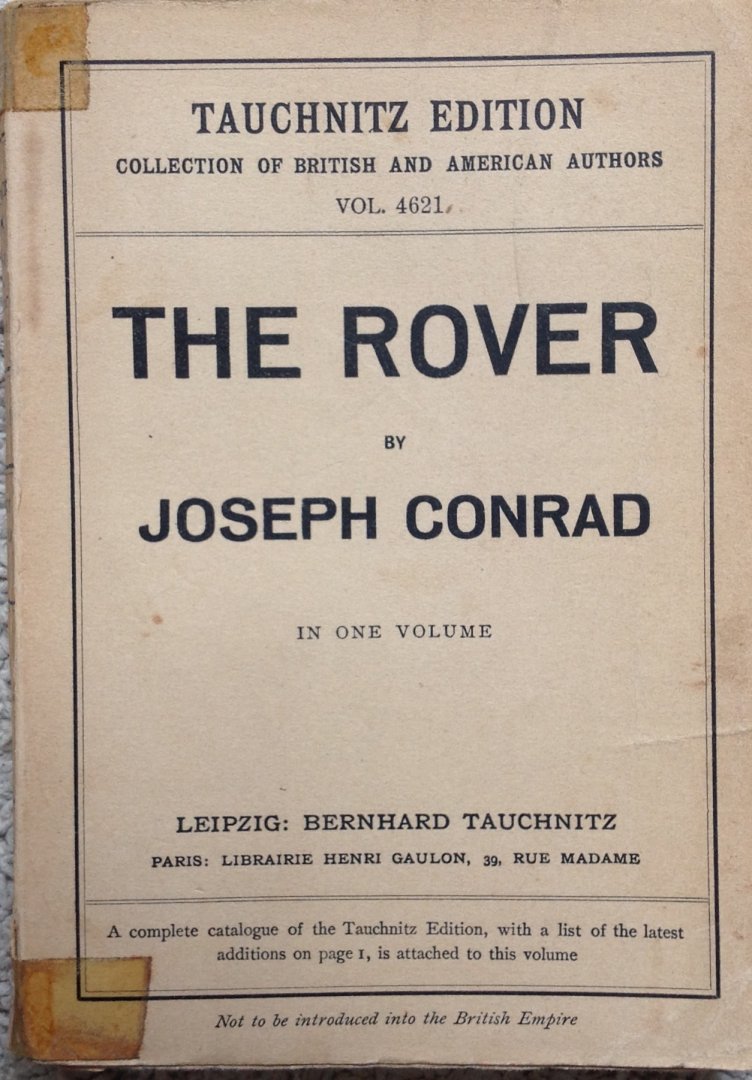 TAUCHNITZ EDITION
COLLECTION OF BRITISH AND AMERICAN AUTHORS
VOL. 4621.
THE ROVER
BY
JOSEPH CONRAD
IN ONE VOLUME
LEIPZIG: BERNHARD TAUCHNITZ
PARIS: LIBRAIRIE HENRI GAULON, 39, RUE MADAME
A complete catalogue of the Tauchnitz Edition, with a list of the latest
additions on page 1, is attached to this volume
Not to be introduced into the British Empire